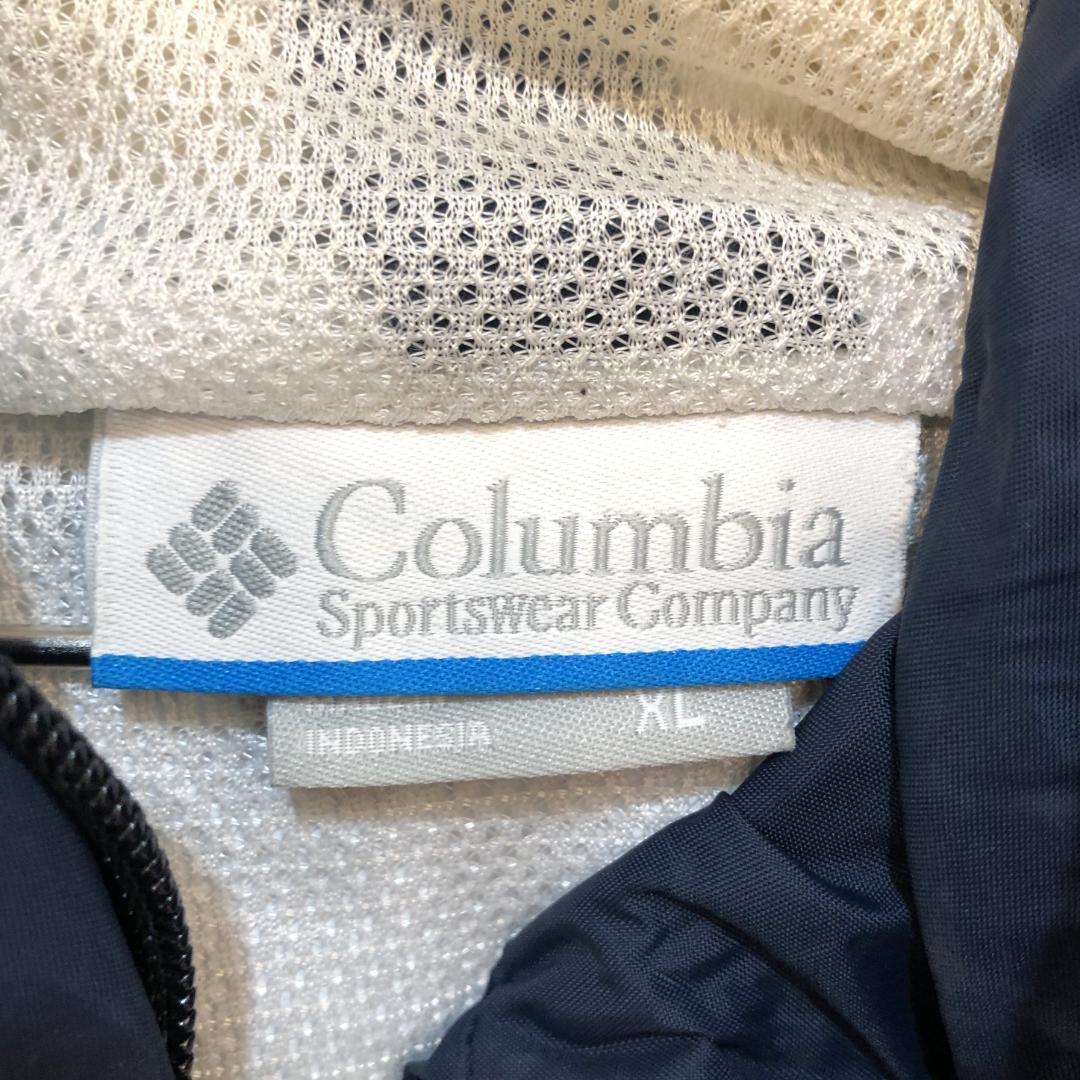 Columbia
Sportswear Company
XL
INDONESIA